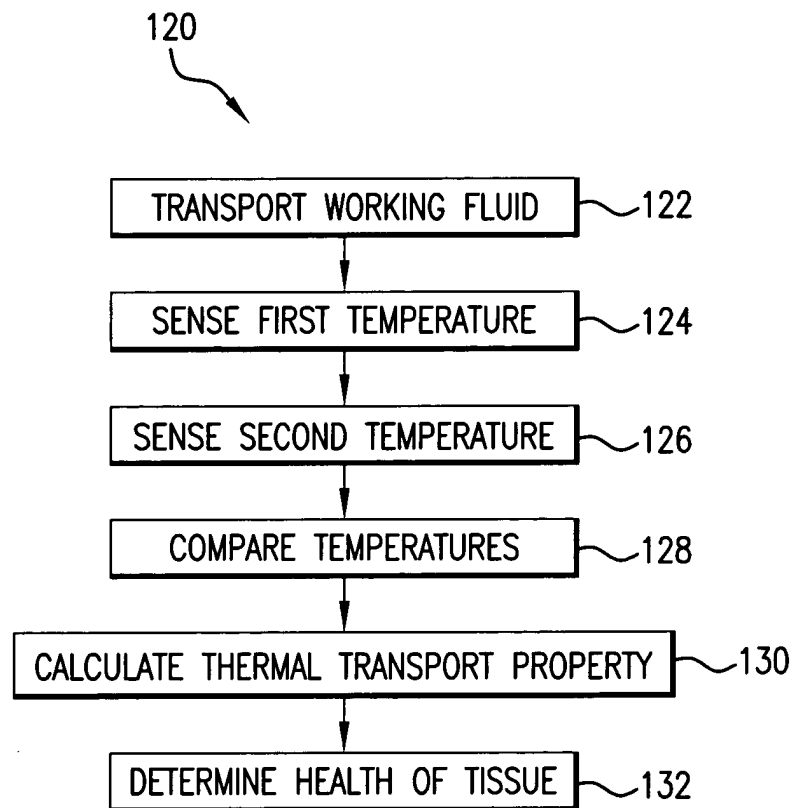 120
TRANSPORT WORKING FLUID 122
SENSE FIRST TEMPERATURE 124
SENSE SECOND TEMPERATURE 126
COMPARE TEMPERATURES 128
CALCULATE THERMAL TRANSPORT PROPERTY 130
DETERMINE HEALTH OF TISSUE 132